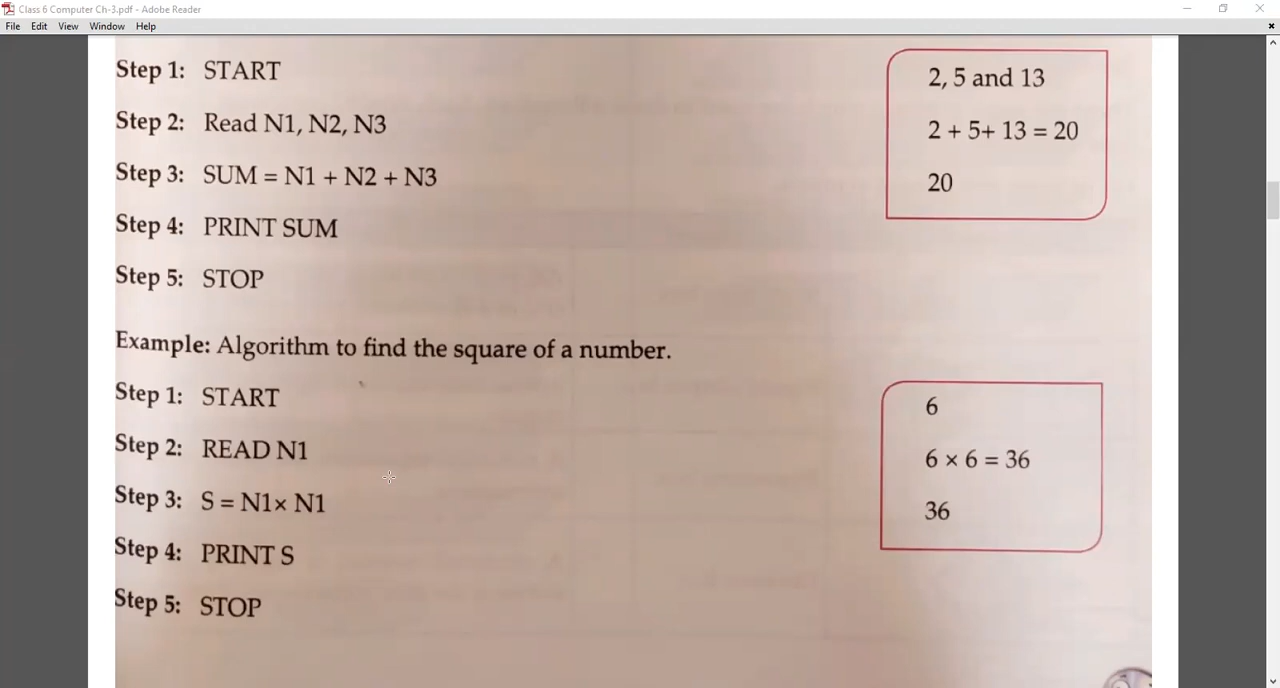 Class 6 Computer Ch-3.pdf - Adobe Reader
File Edit View Window Help
Step 1: START
Step 2: Read N1, N2, N3
Step 3: SUM = N1 + N2 + N3
Step 4: PRINT SUM
Step 5: STOP
2, 5 and 13
2 + 5+ 13 = 20
20
Example: Algorithm to find the square of a number.
Step 1: START
Step 2: READ N1
Step 3: S = N1× N1
Step 4: PRINT S
Step 5: STOP
6
6 × 6 = 36
36